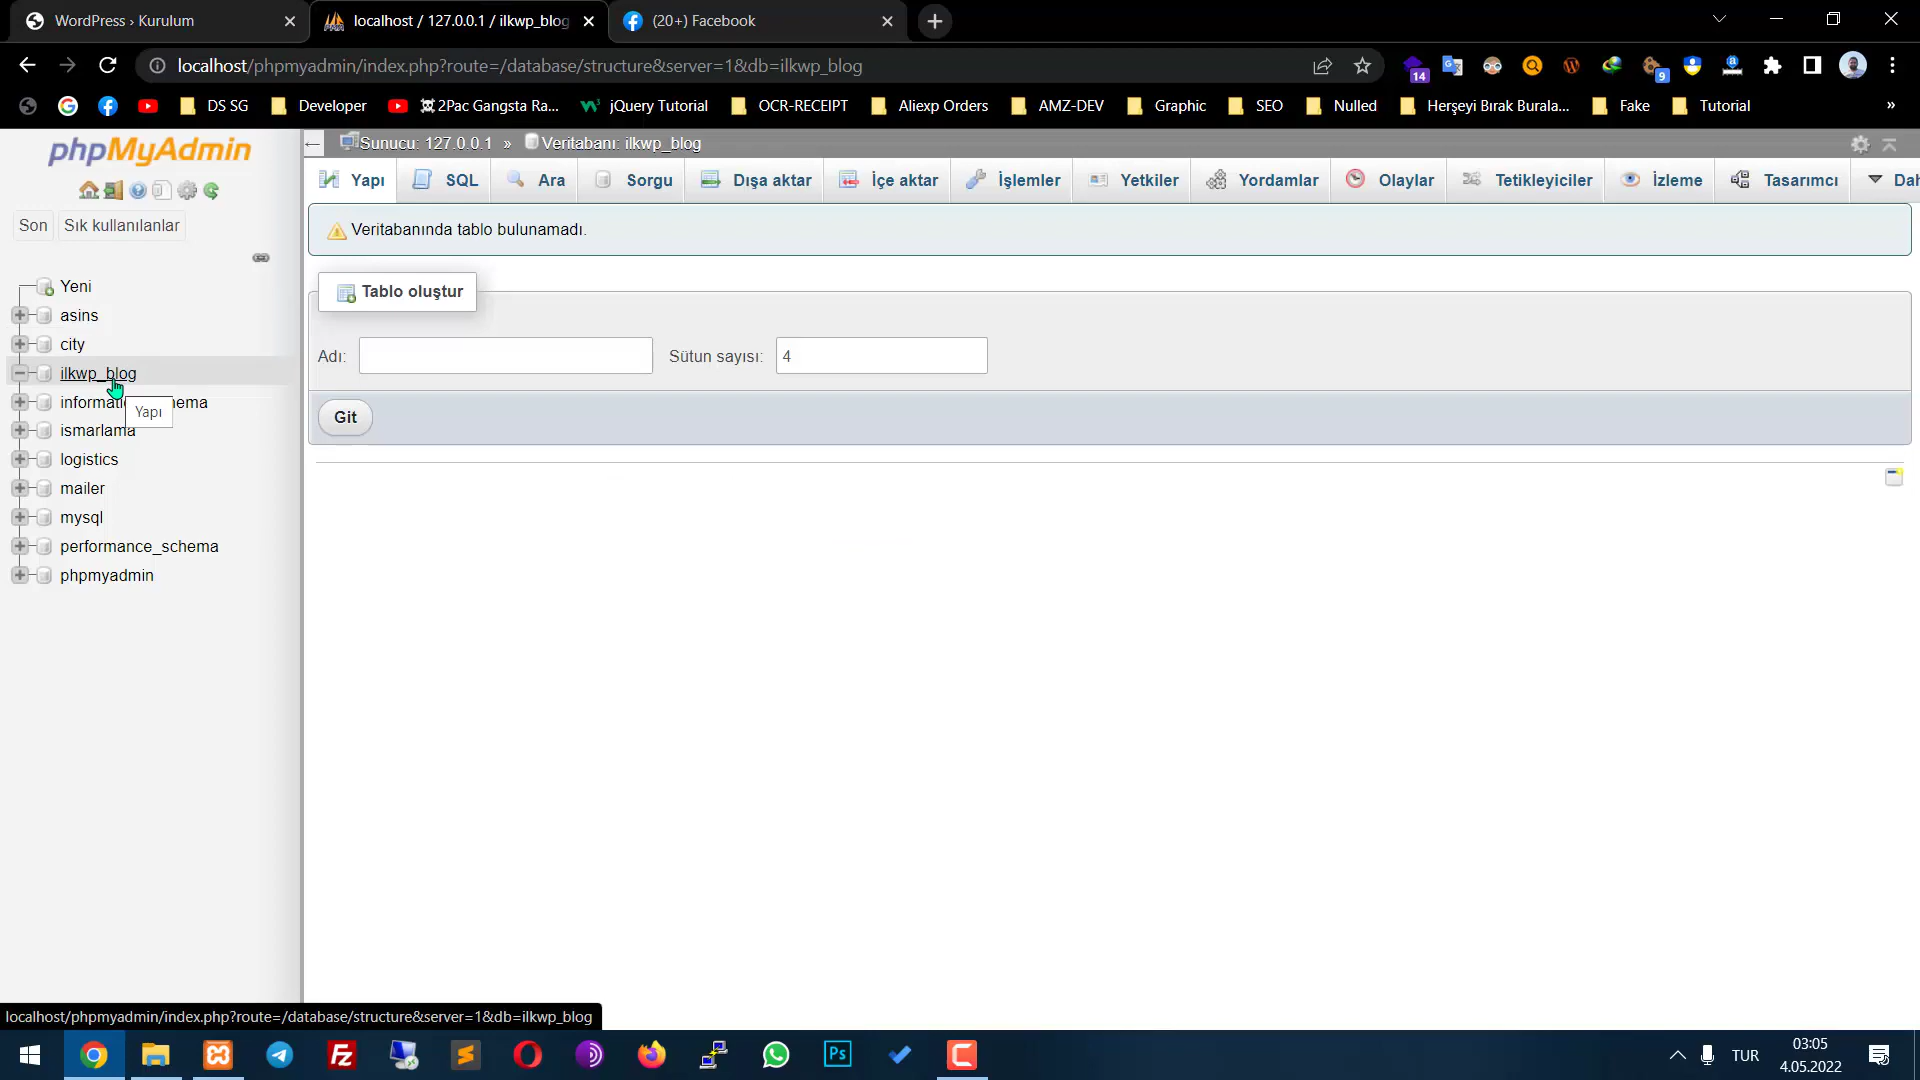 WordPress › Kurulum
localhost / 127.0.0.1 / ilkwp_blog
(20+) Facebook
localhost/phpmyadmin/index.php?route=/database/structure&server=1&db=ilkwp_blog
14
9
DS SG
Developer
2Pac Gangsta Ra...
jQuery Tutorial
OCR-RECEIPT
Aliexp Orders
AMZ-DEV
Graphic
SEO
Nulled
Herşeyi Bırak Burala...
Fake
Tutorial
»
phpMyAdmin
Sunucu: 127.0.0.1 » Veritabanı: ilkwp_blog
Yapı
SQL
Ara
Sorgu
Dışa aktar
İçe aktar
İşlemler
Yetkiler
Yordamlar
Olaylar
Tetikleyiciler
İzleme
Tasarımcı
Son
Sık kullanılanlar
Veritabanında tablo bulunamadı.
Tablo oluştur
Adı:
Sütun sayısı: 4
Git
Yeni
asins
city
ilkwp_blog
Yapı
ismarlama
logistics
mailer
mysql
performance_schema
phpmyadmin
localhost/phpmyadmin/index.php?route=/database/structure&server=1&db=ilkwp_blog
Ps
TUR
03:05
4.05.2022